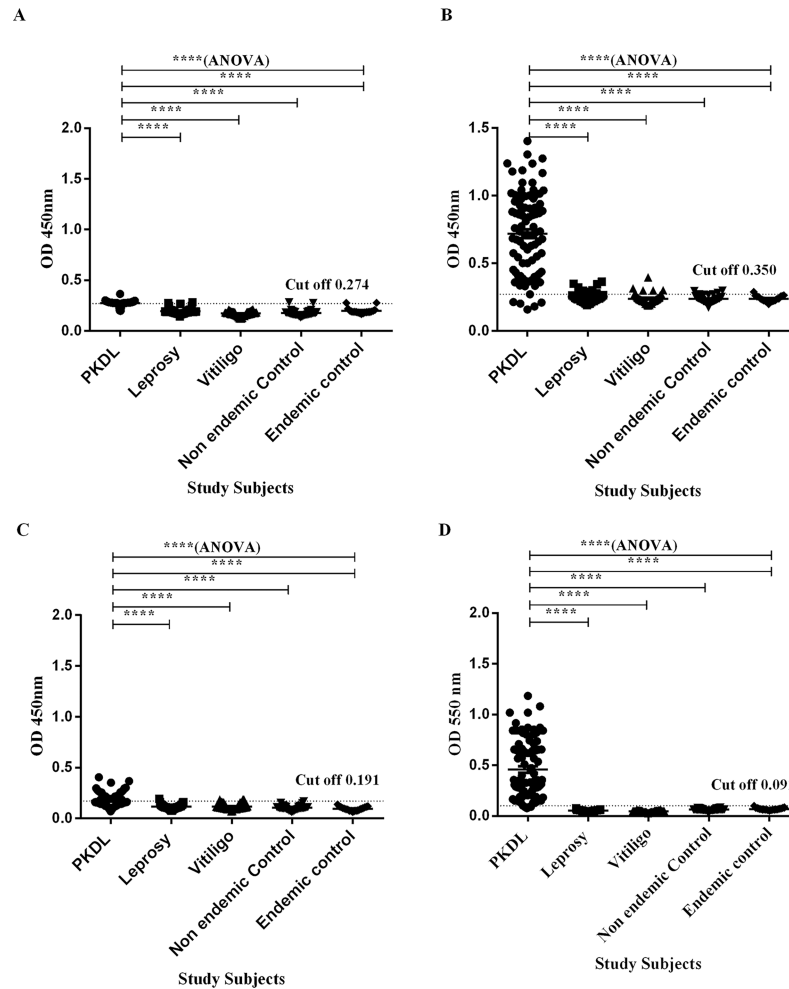 A
****(ANOVA)
****
****
****
****
OD 450nm
2.0
1.5
1.0
0.5
0.0
Cut off 0.274
PKDL
Leprosy
Vitiligo
Non endemic Control
Endemic control
Study Subjects
B
****(ANOVA)
****
****
****
****
OD 450nm
1.5
1.0
0.5
0.0
Cut off 0.350
PKDL
Leprosy
Vitiligo
Non endemic Control
Endemic control
Study Subjects
C
****(ANOVA)
****
****
****
****
OD 450nm
2.0
1.5
1.0
0.5
0.0
Cut off 0.191
PKDL
Leprosy
Vitiligo
Non endemic Control
Endemic control
Study Subjects
D
****(ANOVA)
****
****
****
****
OD 550 nm
2.0
1.5
1.0
0.5
0.0
Cut off 0.09
PKDL
Leprosy
Vitiligo
Non endemic Control
Endemic control
Study Subjects